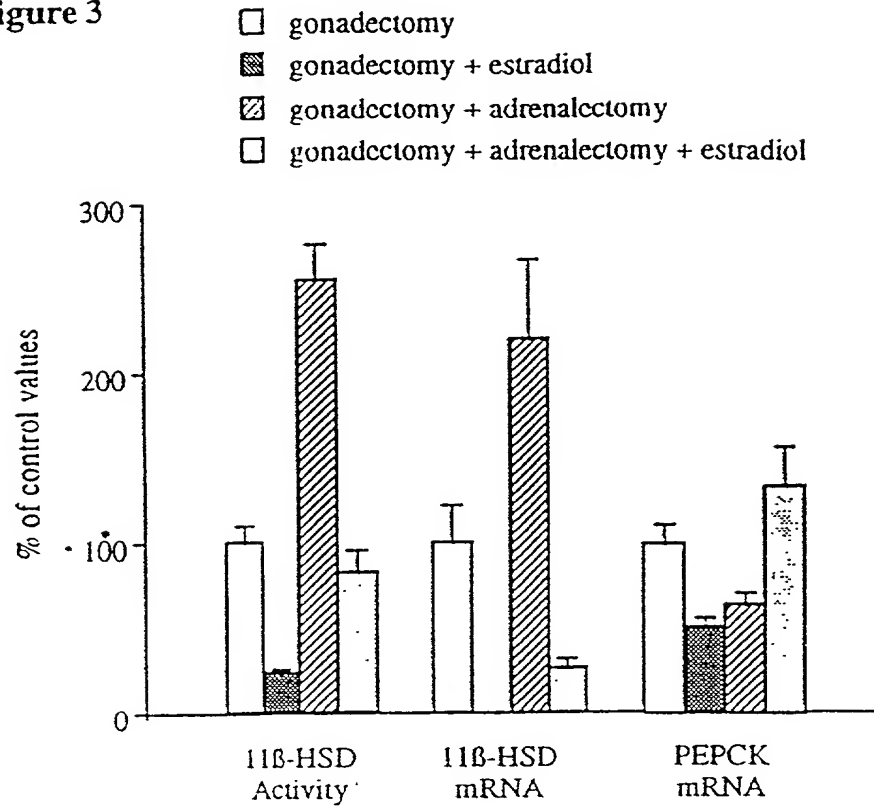 igure 3
gonadectomy
gonadectomy + estradiol
gonadectomy + adrenalectomy
gonadectomy + adrenalectomy + estradiol
300
200
100
0
% of control values
11ß-HSD
Activity
11ß-HSD
mRNA
PEPCK
mRNA